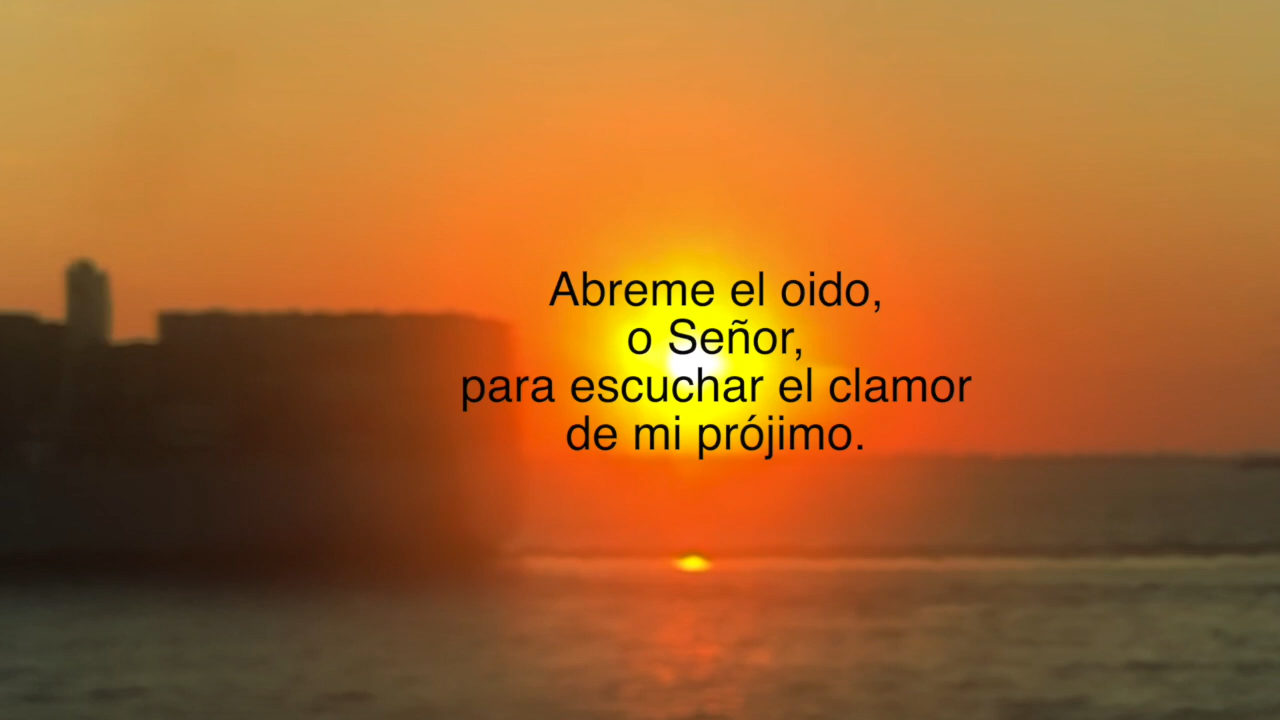 Abreme el oido,
o Señor,
para escuchar el clamor
de mi prójimo.